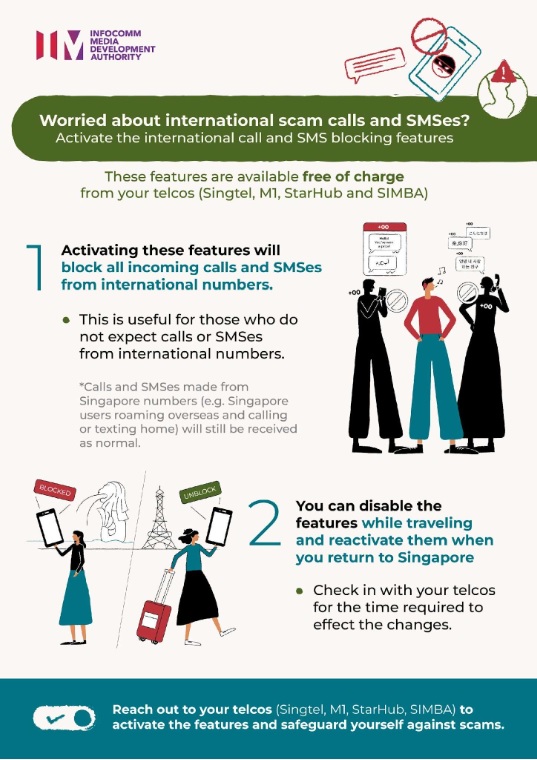 INFOCOMM
MEDIA
DEVELOPMENT
AUTHORITY
Worried about international scam calls and SMSes?
Activate the international call and SMS blocking features
These features are available free of charge
from your telcos (Singtel, M1, StarHub and SIMBA)
1
Activating these features will
block all incoming calls and SMSes
from international numbers.
• This is useful for those who do
not expect calls or SMSes
from international numbers.
*Calls and SMSes made from
Singapore numbers (e.g. Singapore
users roaming overseas and calling
or texting home) will still be received
as normal.
+00
+00
+00
BLOCKED
UNBLOCK
2
You can disable the
features while traveling
and reactivate them when
you return to Singapore
• Check in with your telcos
for the time required to
effect the changes.
Reach out to your telcos (Singtel, M1, StarHub, SIMBA) to
activate the features and safeguard yourself against scams.